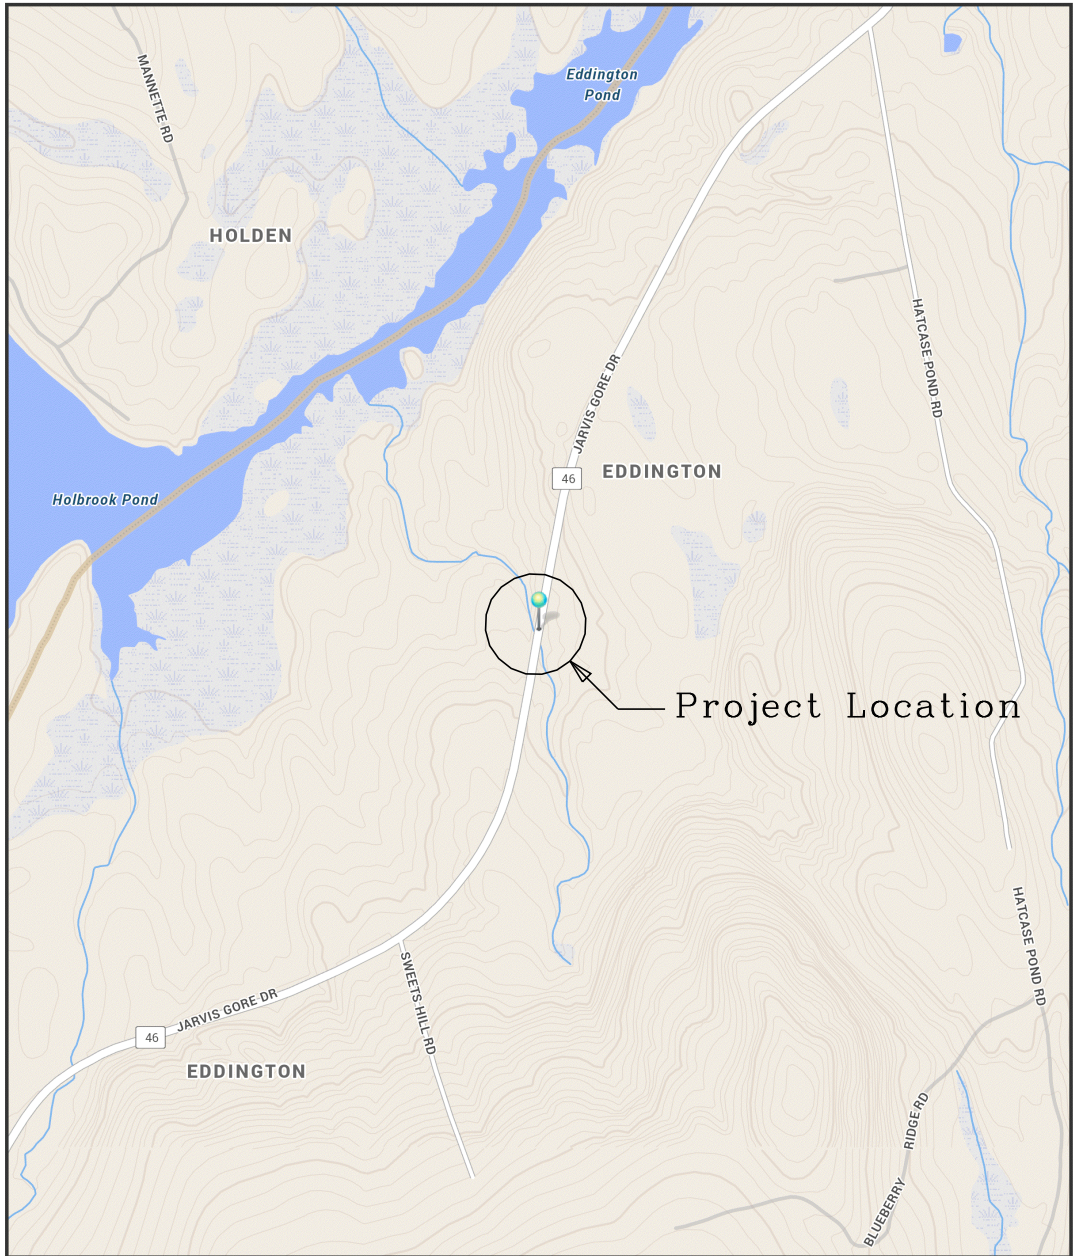 Eddington
Pond
MANNETTE RD
HOLDEN
HATCASE POND RD
JARVIS GORE DR
46
EDDINGTON
Holbrook Pond
Project Location
HATCASE POND RD
SWEETS HILL RD
JARVIS GORE DR
46
EDDINGTON
BLUEBERRY RIDGE RD